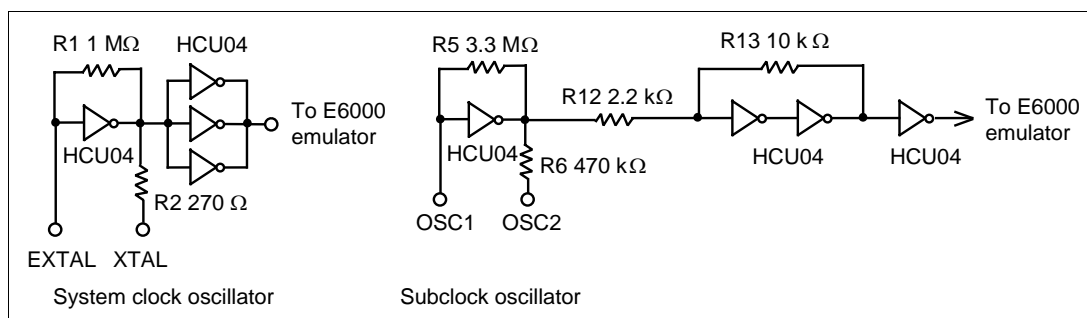 R1 1 MΩ
HCU04
HCU04
To E6000
emulator
R2 270 Ω
EXTAL XTAL
System clock oscillator
R5 3.3 MΩ
HCU04
R6 470 kΩ
OSC1 OSC2
R12 2.2 kΩ
R13 10 k Ω
HCU04
HCU04
To E6000
emulator
Subclock oscillator